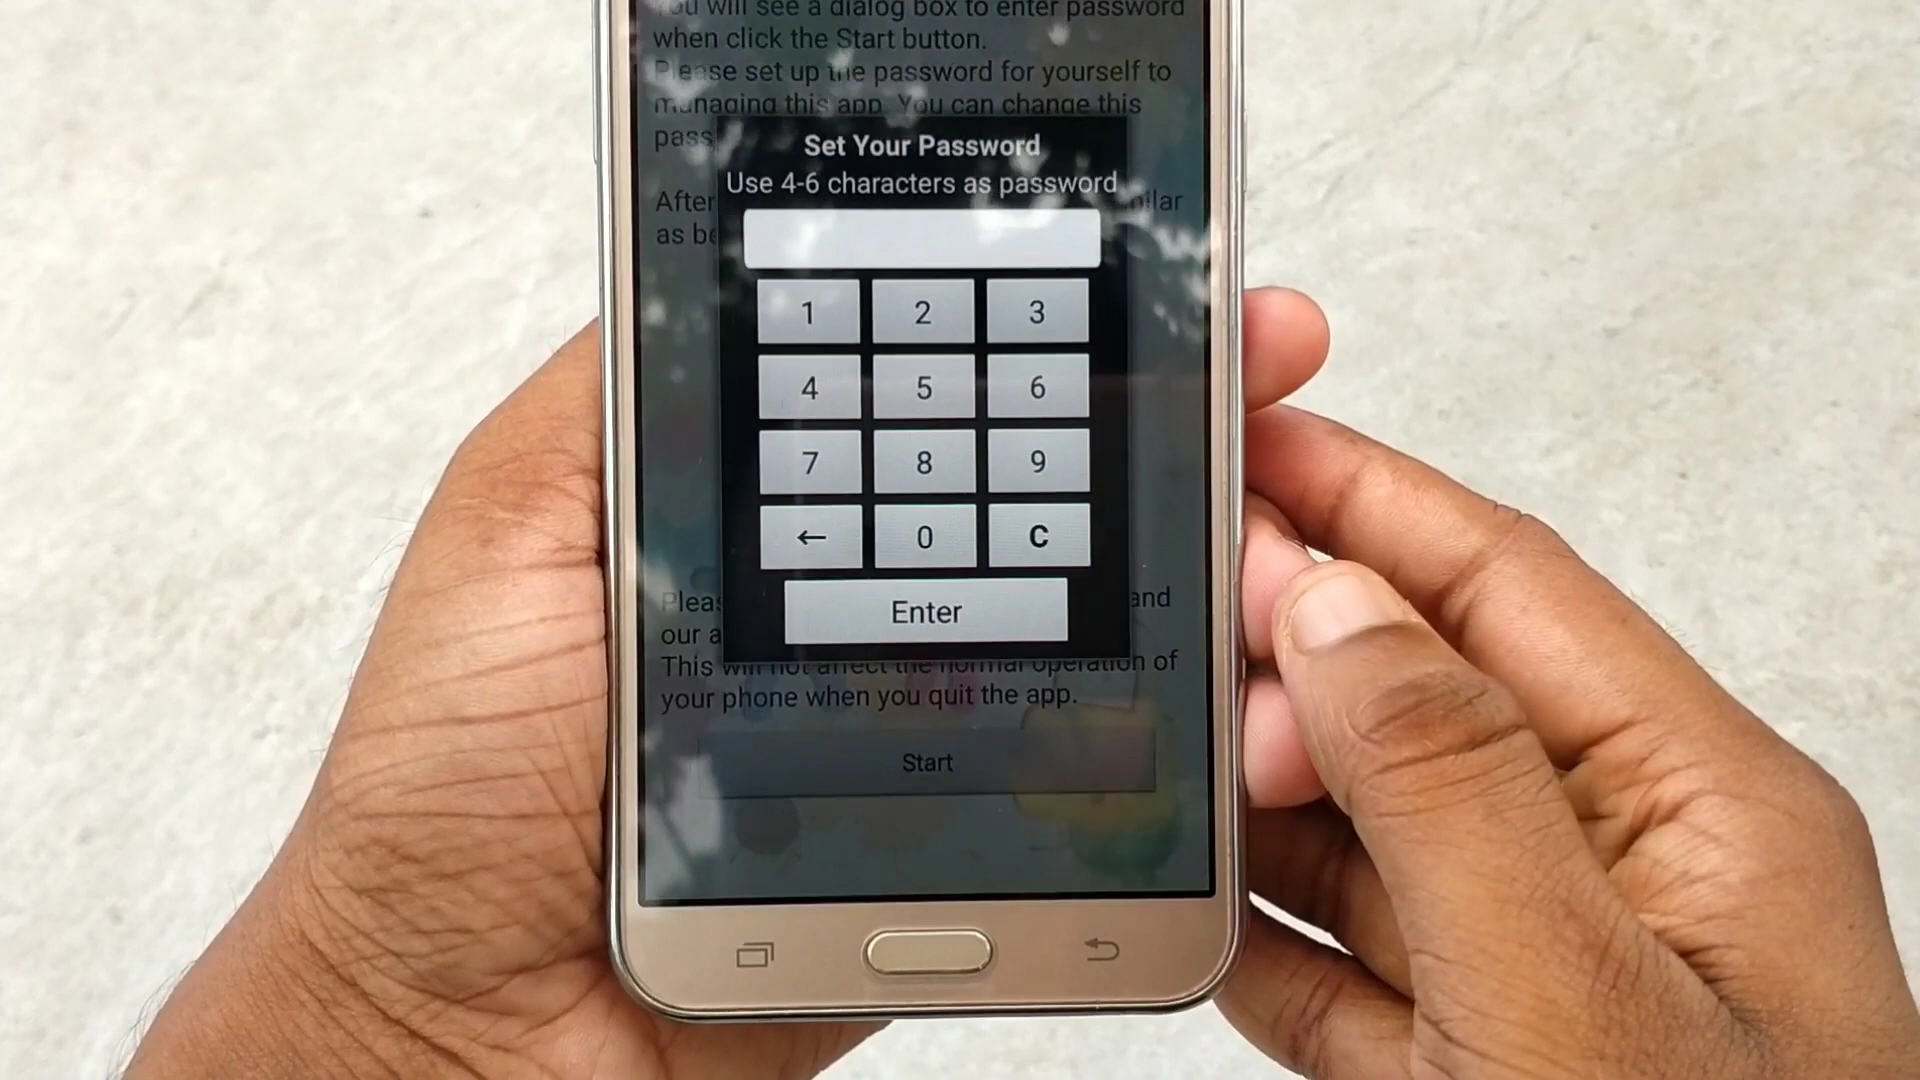 You will see a dialog box to enter password
when click the Start button.
Please set up the password for yourself to
managing this app. You can change this
pass
Set Your Password
Use 4-6 characters as password
After
as be
1 2 3
4 5 6
7 8 9
← 0 C
Enter
Pleas and
our a
This will not affect the normal operation of
your phone when you quit the app.
Start